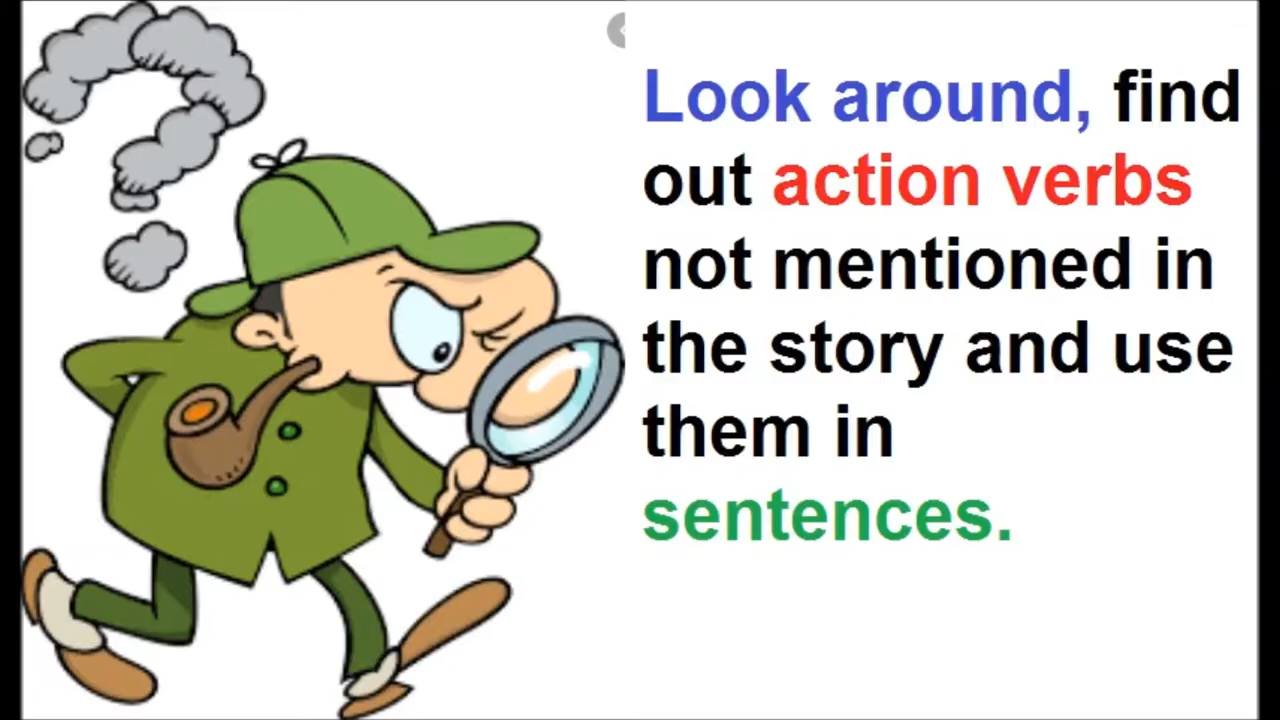 Look around, find
out action verbs
not mentioned in
the story and use
them in
sentences.